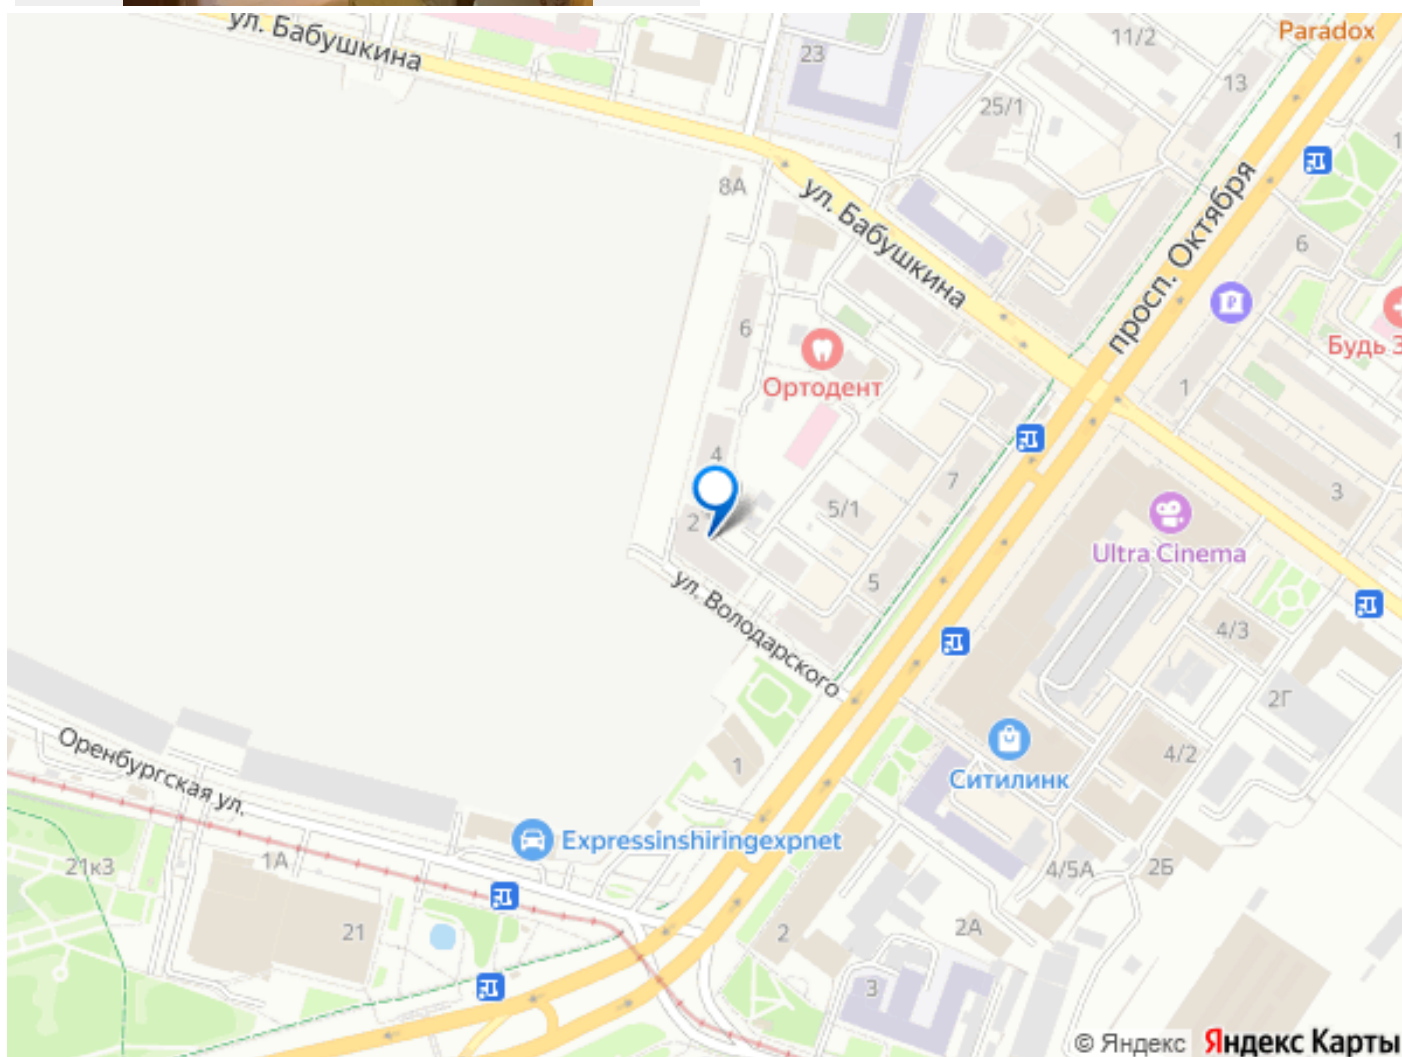 ул. Бабушкина
23
11/2
Paradox
13
25/1
8А
ул. Бабушкина
просп. Октября
6
6
Ортодент
Будь З
1
4
7
3
2
5/1
Ultra Cinema
5
ул. Володарского
4/3
2Г
Оренбургская ул.
1
Ситилинк
4/2
Expressinshiringexpnet
21к3
1А
4/5А
2Б
21
2
2А
3
© Яндекс Яндекс Карты